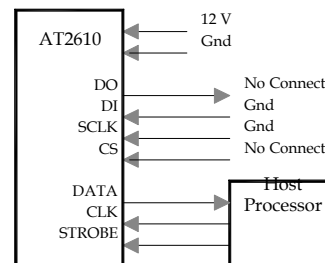 12 V
AT2610
Gnd
DO No Connect
DI Gnd
SCLK Gnd
CS No Connect
DATA Host
CLK Processor
STROBE